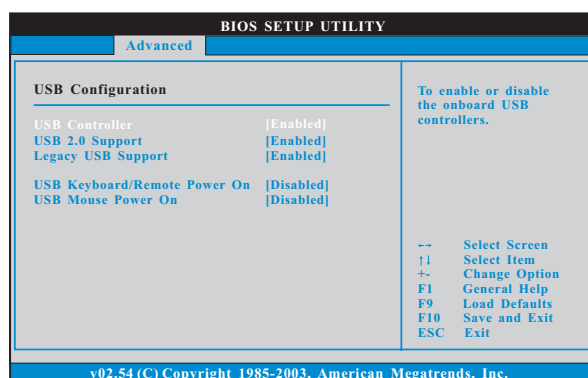 BIOS SETUP UTILITY
Advanced
USB Configuration
USB Controller [Enabled]
USB 2.0 Support [Enabled]
Legacy USB Support [Enabled]
USB Keyboard/Remote Power On [Disabled]
USB Mouse Power On [Disabled]
To enable or disable
the onboard USB
controllers.
←→ Select Screen
↑↓ Select Item
+- Change Option
F1 General Help
F9 Load Defaults
F10 Save and Exit
ESC Exit
v02.54 (C) Copyright 1985-2003, American Megatrends, Inc.